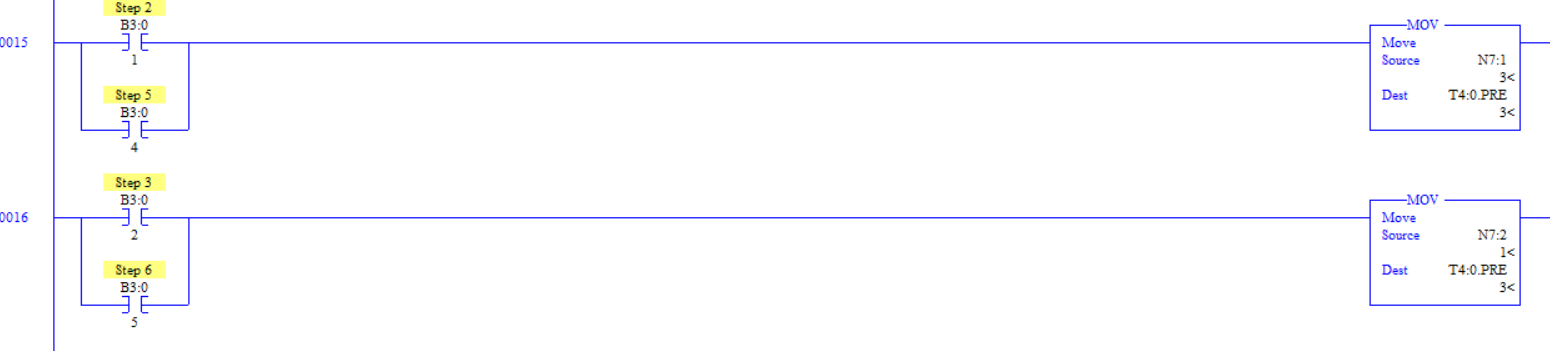 Step 2
B3:0
0015
1
Step 5
B3:0
4
MOV
Move
Source N7:1
3<
Dest T4:0.PRE
3<
Step 3
B3:0
0016
2
Step 6
B3:0
5
MOV
Move
Source N7:2
1<
Dest T4:0.PRE
3<